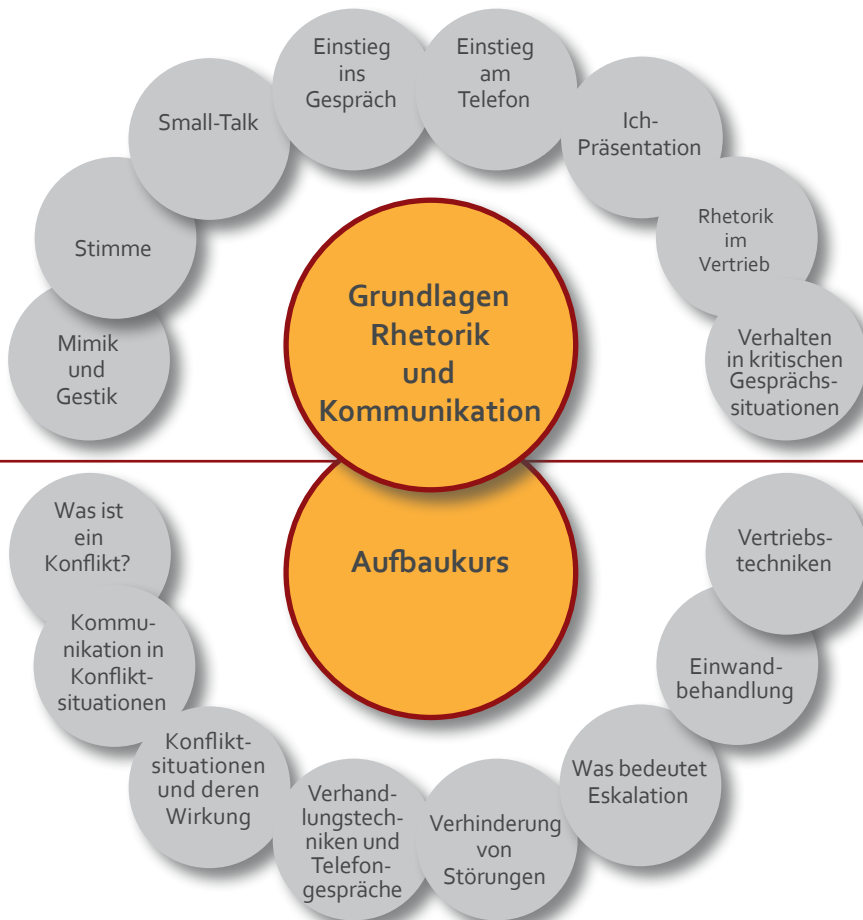 Einstieg
ins
Gespräch
Einstieg
am
Telefon
Small-Talk
Ich-
Präsentation
Stimme
Rhetorik
im
Vertrieb
Mimik
und
Gestik
Verhalten
in kritischen
Gesprächs-
situationen
Grundlagen
Rhetorik
und
Kommunikation
Aufbaukurs
Was ist
ein
Konflikt?
Vertriebs-
techniken
Kommu-
nikation in
Konflikt-
situationen
Einwand-
behandlung
Konflikt-
situationen
und deren
Wirkung
Was bedeutet
Eskalation
Verhand-
lungstech-
niken und
Telefon-
gespräche
Verhinderung
von
Störungen